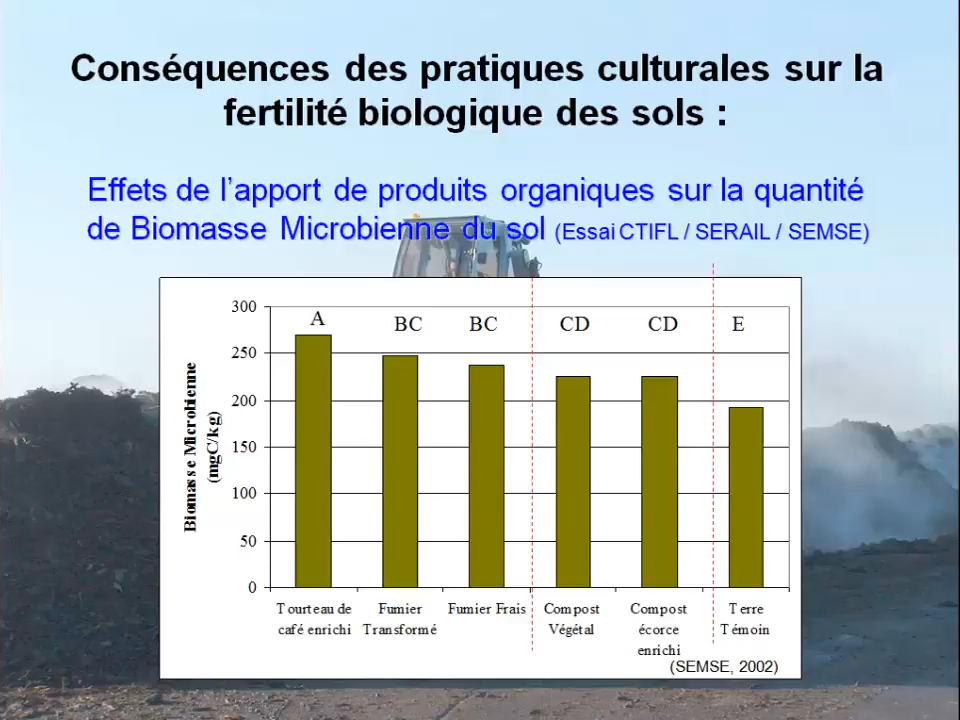 Conséquences des pratiques culturales sur la
fertilité biologique des sols :
Effets de l'apport de produits organiques sur la quantité
de Biomasse Microbienne du sol (Essai CTIFL / SERAIL / SEMSE)
Biomasse Microbienne
(mgC/kg)
300
250
200
150
100
50
0
A BC BC CD CD E
Tourteau de café enrichi
Fumier Transformé
Fumier Frais
Compost Végétal
Compost écorce enrichi
Terre Témoin
(SEMSE, 2002)